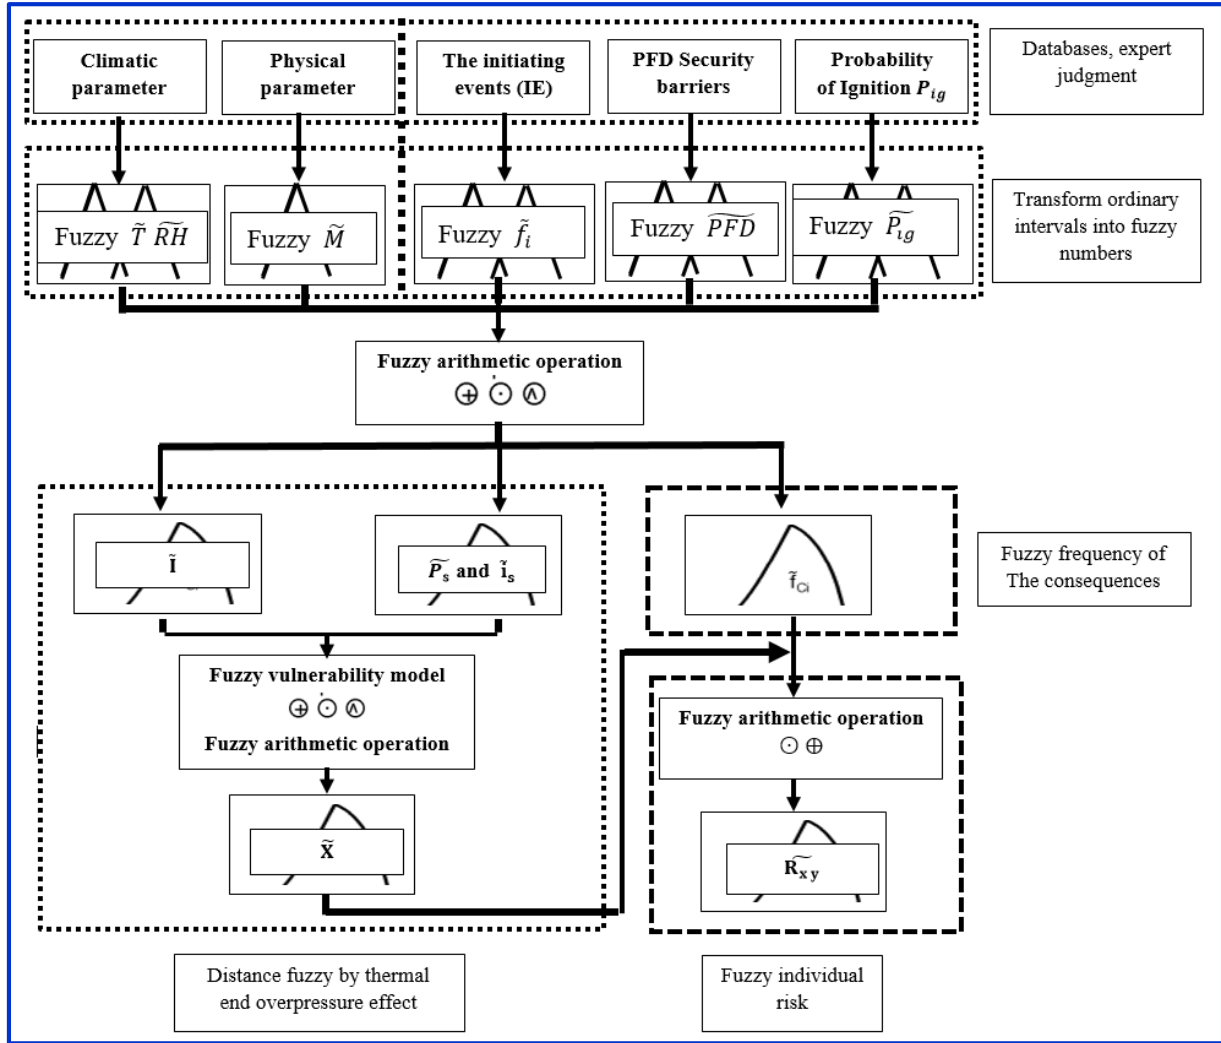 Climatic
parameter
Physical
parameter
The initiating
events (IE)
PFD Security
barriers
Probability
of Ignition P_ig
Databases, expert
judgment
Fuzzy T̃ R͠H
Fuzzy M̃
Fuzzy f̃_i
Fuzzy P͠FD
Fuzzy P̃_ıg
Transform ordinary
intervals into fuzzy
numbers
Fuzzy arithmetic operation
⊕ ⊙ ⨀
Ĩ
P̃_s and ĩ_s
f̃_Ci
Fuzzy frequency of
The consequences
Fuzzy vulnerability model
⊕ ⊙ ⨀
Fuzzy arithmetic operation
X̃
Fuzzy arithmetic operation
⊙ ⊕
R̃_x y
Distance fuzzy by thermal
end overpressure effect
Fuzzy individual
risk